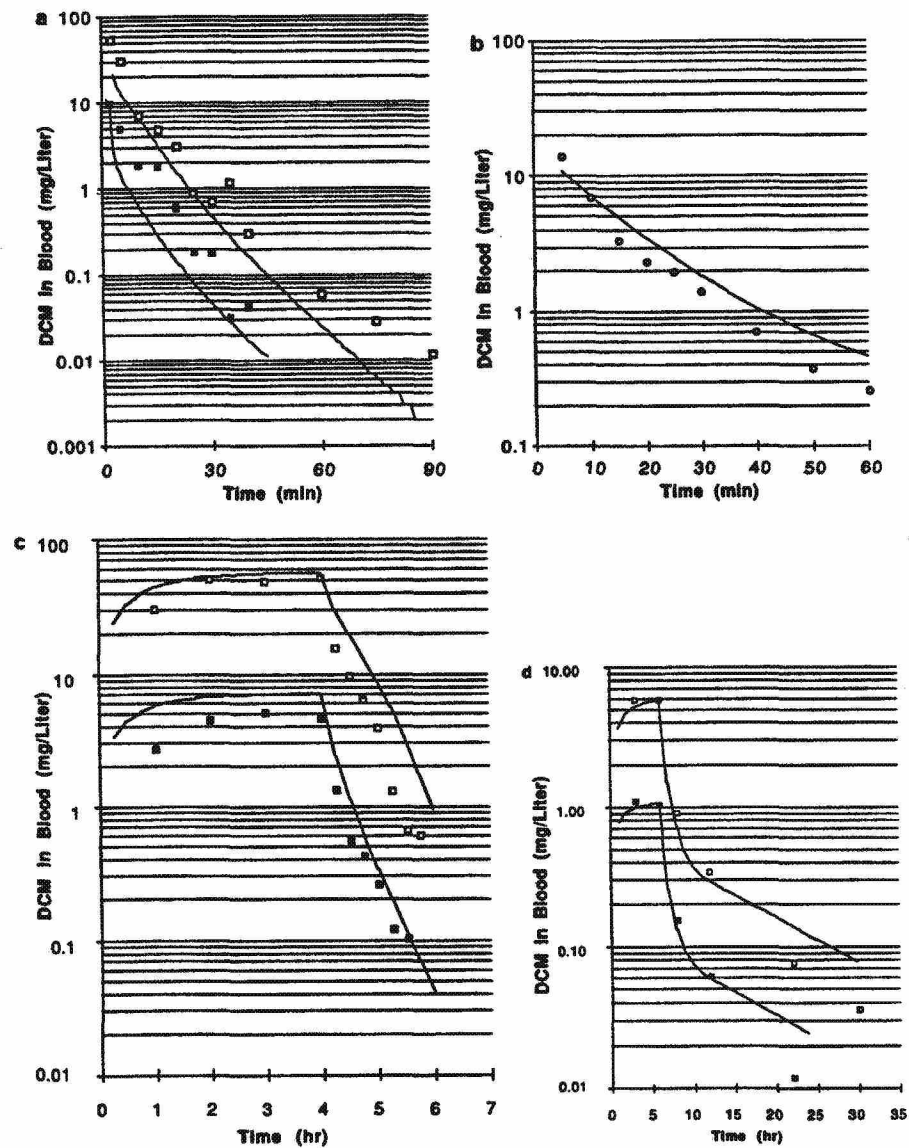 a
100
10
1
0.1
0.01
0.001
DCM in Blood (mg/Liter)
0 30 60 90
Time (min)
b
100
10
1
0.1
DCM in Blood (mg/Liter)
0 10 20 30 40 50 60
Time (min)
c
100
10
1
0.1
0.01
DCM in Blood (mg/Liter)
0 1 2 3 4 5 6 7
Time (hr)
d
10.00
1.00
0.10
0.01
DCM in Blood (mg/Liter)
0 5 10 15 20 25 30 35
Time (hr)